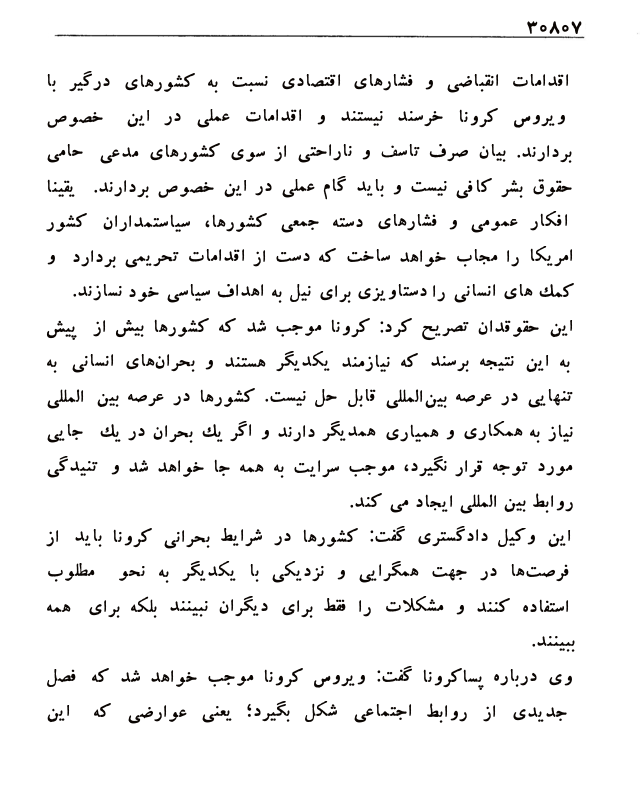 ۳۰۸۰۷
اقدامات انقباضی و فشارهای اقتصادی نسبت به کشورهای درگیر با
ویروس کرونا خرسند نیستند و اقدامات عملی در این خصوص
بردارند. بیان صرف تاسف و ناراحتی از سوی کشورهای مدعی حامی
حقوق بشر کافی نیست و باید گام عملی در این خصوص بردارند. یقینا
افکار عمومی و فشارهای دسته جمعی کشورها، سیاستمداران کشور
امریکا را مجاب خواهد ساخت که دست از اقدامات تحریمی بردارد و
کمك های انسانی را دستاویزی برای نیل به اهداف سیاسی خود نسازند.
این حقوقدان تصریح کرد: کرونا موجب شد که کشورها بیش از پیش
به این نتیجه برسند که نیازمند یکدیگر هستند و بحران‌های انسانی به
تنهایی در عرصه بین‌المللی قابل حل نیست. کشورها در عرصه بین المللی
نیاز به همکاری و همیاری همدیگر دارند و اگر یك بحران در یك جایی
مورد توجه قرار نگیرد، موجب سرایت به همه جا خواهد شد و تنیدگی
روابط بین المللی ایجاد می کند.
این وکیل دادگستری گفت: کشورها در شرایط بحرانی کرونا باید از
فرصت‌ها در جهت همگرایی و نزدیکی با یکدیگر به نحو مطلوب
استفاده کنند و مشکلات را فقط برای دیگران نبینند بلکه برای همه
ببینند.
وی درباره پساکرونا گفت: ویروس کرونا موجب خواهد شد که فصل
جدیدی از روابط اجتماعی شکل بگیرد؛ یعنی عوارضی که این